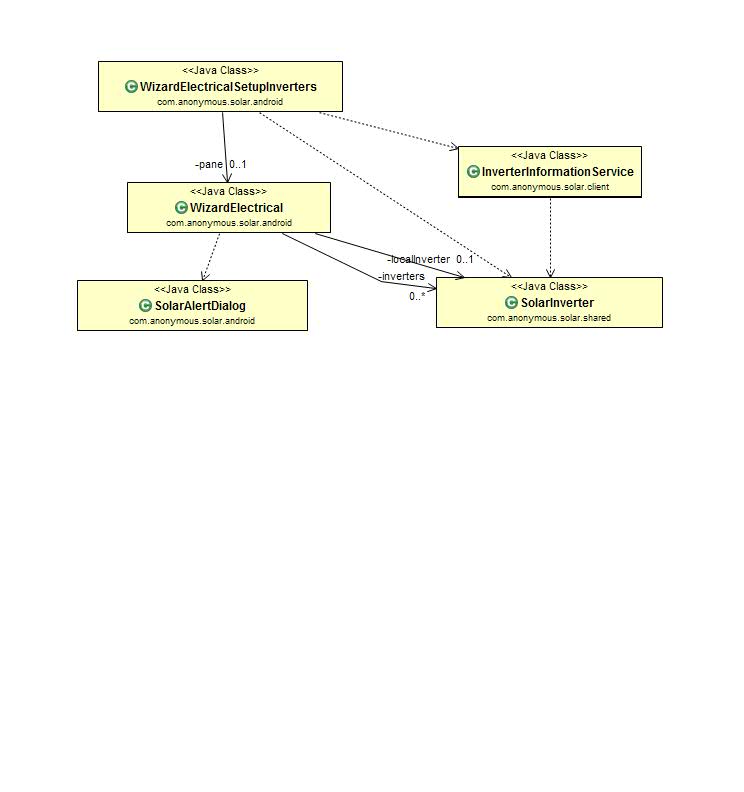 <<Java Class>>
WizardElectricalSetupInverters
com.anonymous.solar.android
<<Java Class>>
InverterInformationService
com.anonymous.solar.client
-pane 0..1
<<Java Class>>
WizardElectrical
com.anonymous.solar.android
-localInverter 0..1
-inverters
0..*
<<Java Class>>
SolarAlertDialog
com.anonymous.solar.android
<<Java Class>>
SolarInverter
com.anonymous.solar.shared